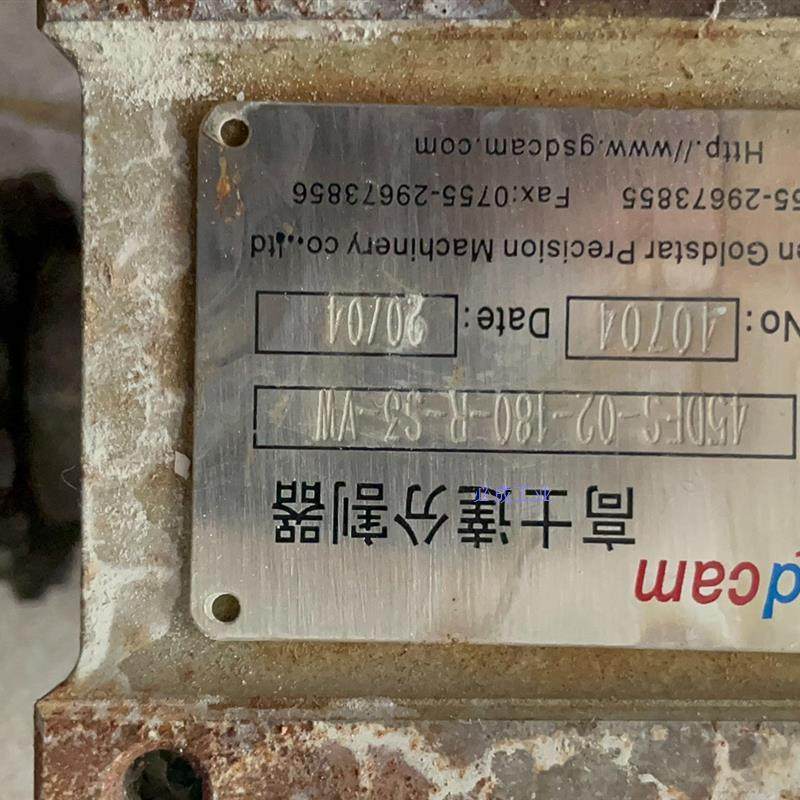 dcam
高士達分割器
45DFS-02-180-R-S3-VW
No: 10704 Date: 20/04
en Goldstar Precision Machinery co.,ltd
55-29673855 Fax:0755-29673856
Http.//www.gsdcam.com